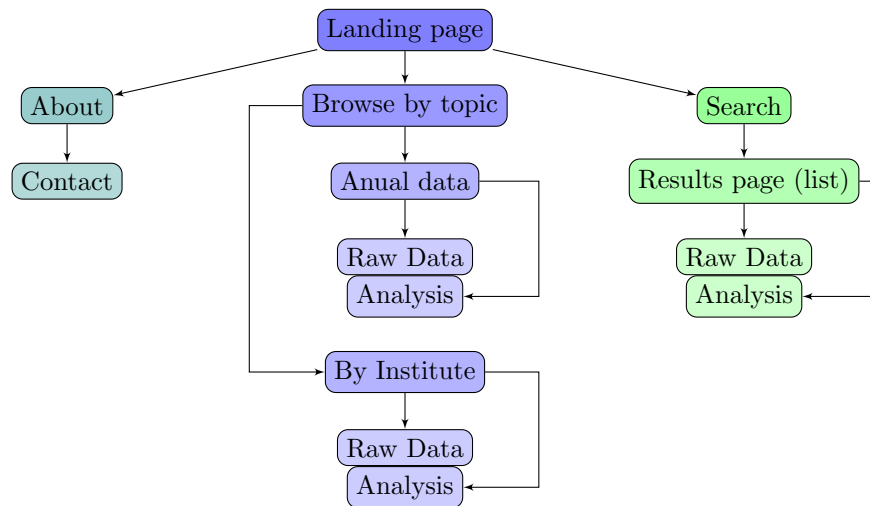 Landing page
About
Browse by topic
Search
Contact
Anual data
Results page (list)
Raw Data
Analysis
Raw Data
Analysis
By Institute
Raw Data
Analysis